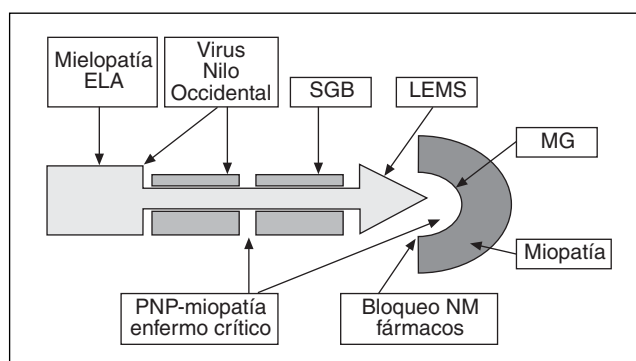 Mielopatía
ELA
Virus
Nilo
Occidental
SGB
LEMS
MG
Miopatía
PNP-miopatía
enfermo crítico
Bloqueo NM
fármacos